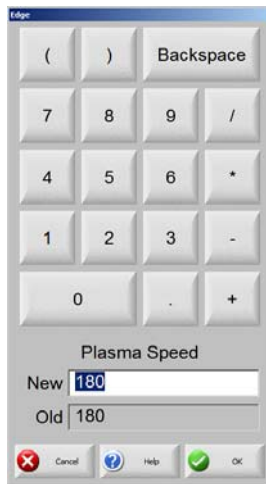 Edge
( ) Backspace
7 8 9 /
4 5 6 *
1 2 3 -
0 . +
Plasma Speed
New 180
Old 180
Cancel Help OK